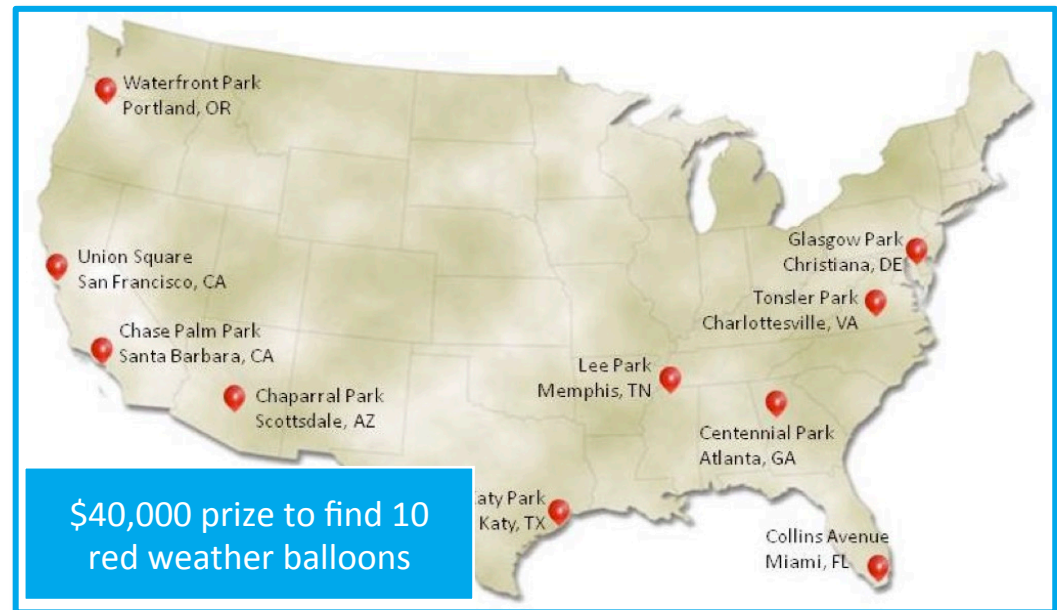 Waterfront Park
Portland, OR
Union Square
San Francisco, CA
Chase Palm Park
Santa Barbara, CA
Chaparral Park
Scottsdale, AZ
Glasgow Park
Christiana, DE
Tonsler Park
Charlottesville, VA
Lee Park
Memphis, TN
Centennial Park
Atlanta, GA
aty Park
Katy, TX
Collins Avenue
Miami, FL
$40,000 prize to find 10
red weather balloons